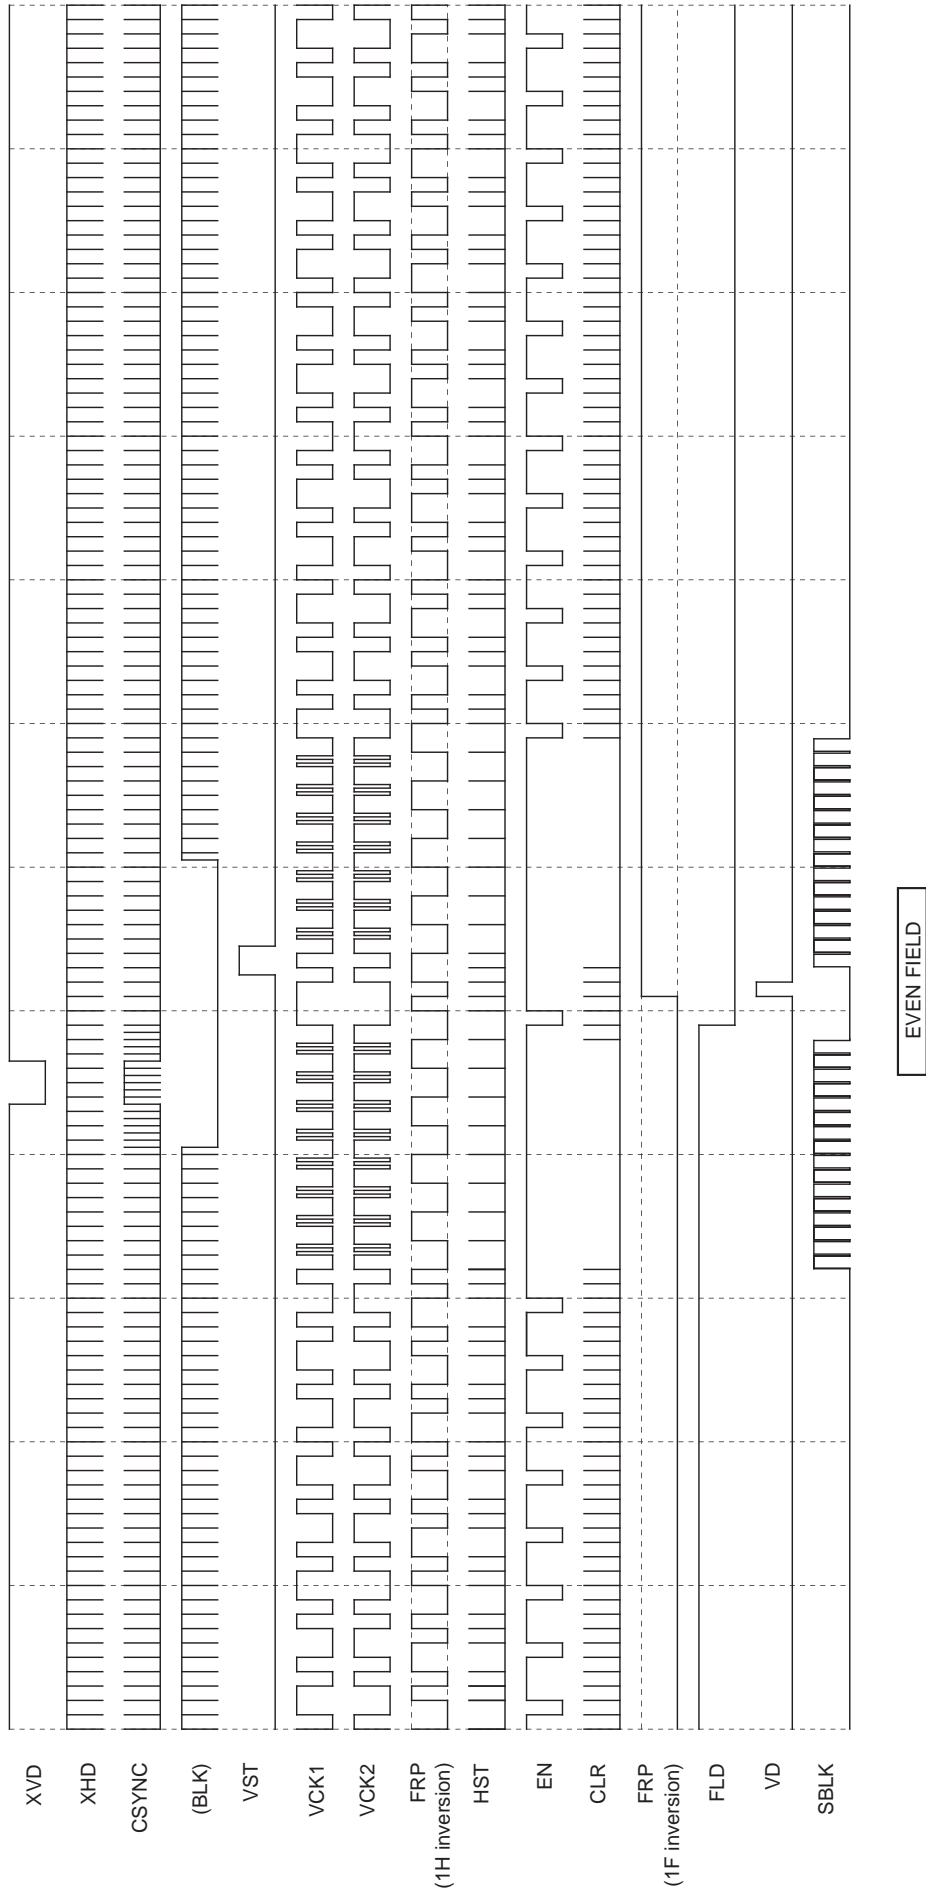 XVD
XHD
CSYNC
(BLK)
VST
VCK1
VCK2
FRP
(1H inversion)
HST
EN
CLR
FRP
(1F inversion)
FLD
VD
SBLK
EVEN FIELD